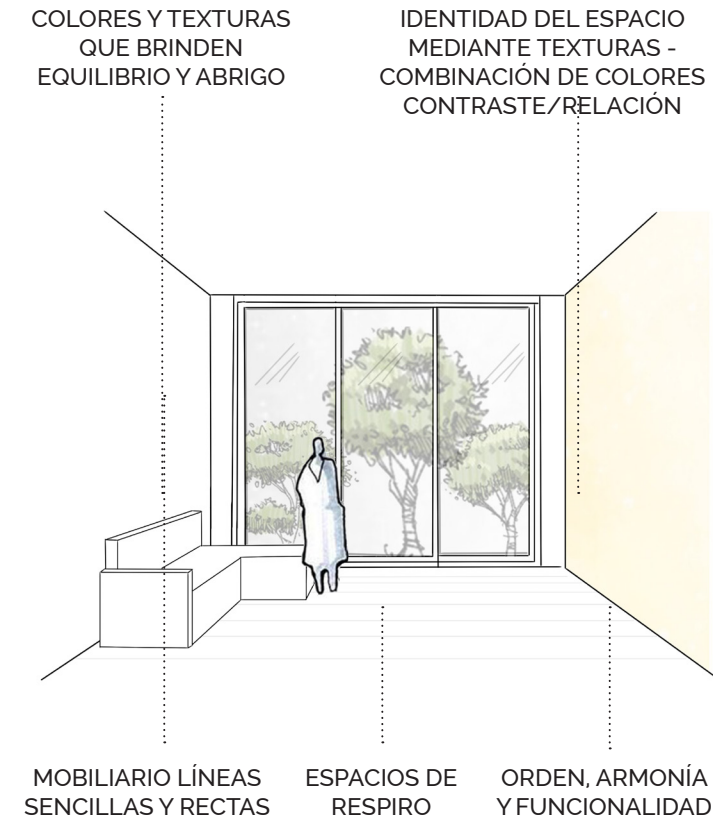 COLORES Y TEXTURAS
QUE BRINDEN
EQUILIBRIO Y ABRIGO
IDENTIDAD DEL ESPACIO
MEDIANTE TEXTURAS -
COMBINACIÓN DE COLORES
CONTRASTE/RELACIÓN
MOBILIARIO LÍNEAS
SENCILLAS Y RECTAS
ESPACIOS DE
RESPIRO
ORDEN, ARMONÍA
Y FUNCIONALIDAD